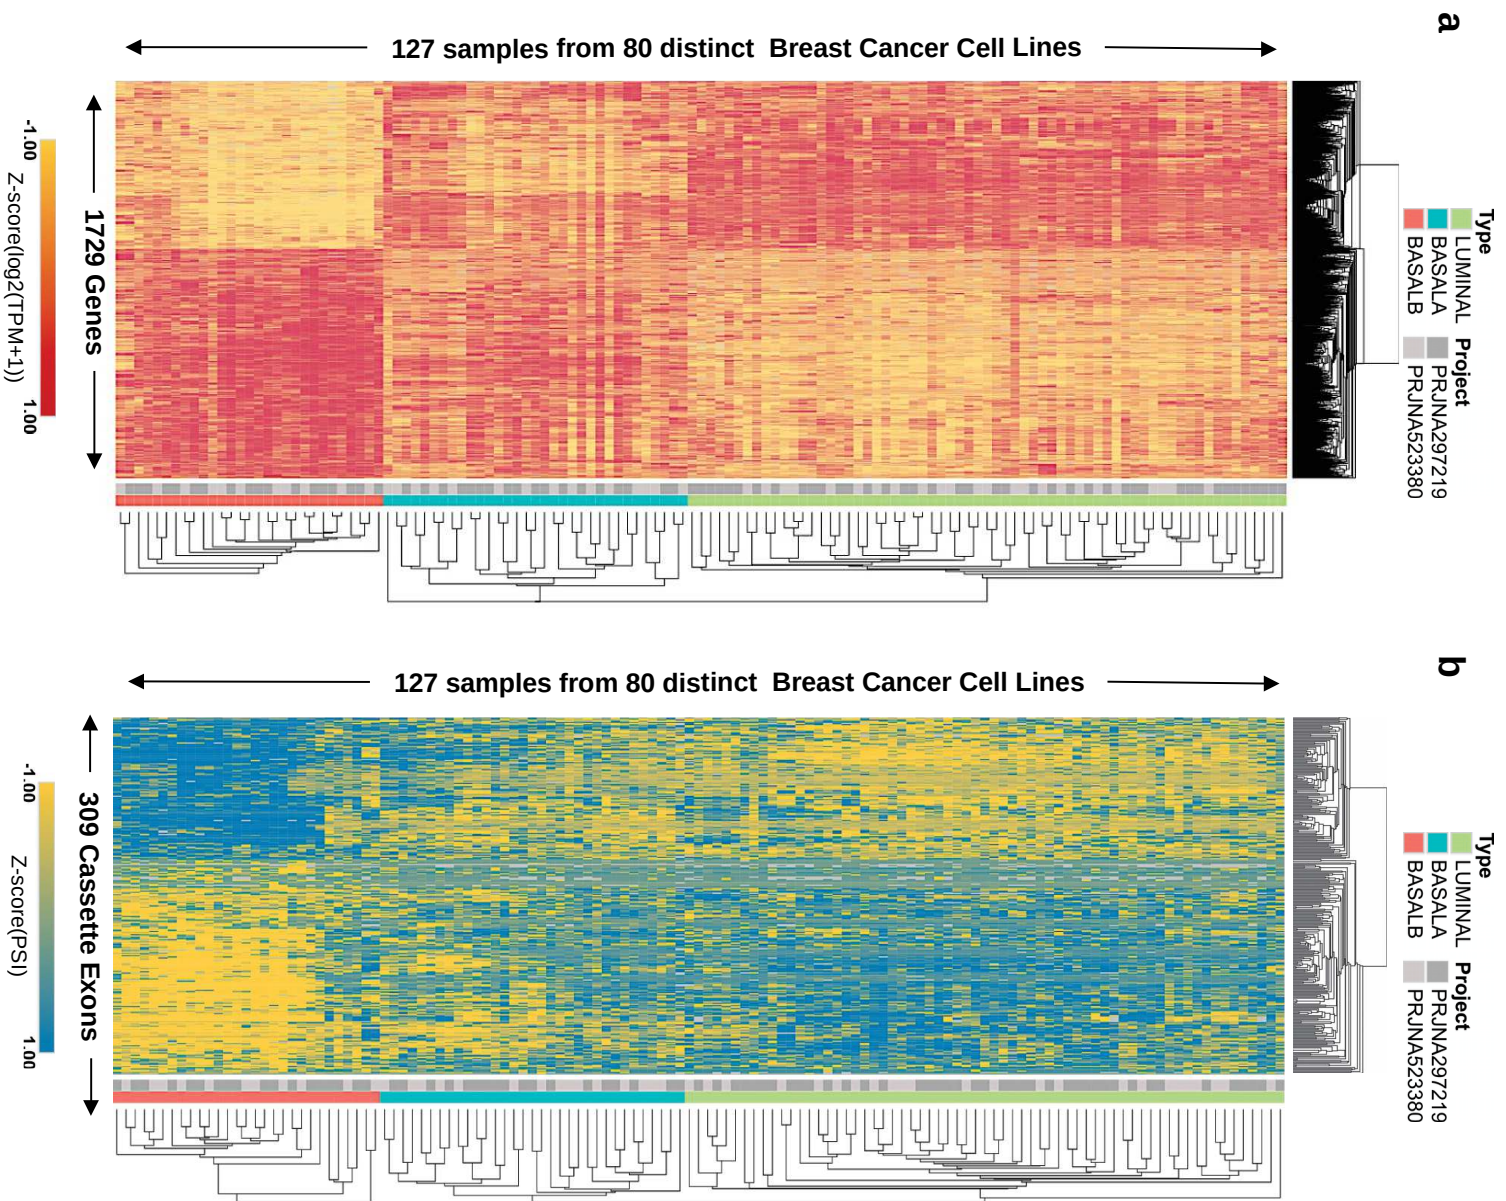 a
127 samples from 80 distinct Breast Cancer Cell Lines
1729 Genes
-1.00
1.00
Z-score(log2(TPM+1))
Type
LUMINAL
BASALA
BASALB
Project
PRJNA297219
PRJNA523380
b
127 samples from 80 distinct Breast Cancer Cell Lines
309 Cassette Exons
-1.00
1.00
Z-score(PSI)
Type
LUMINAL
BASALA
BASALB
Project
PRJNA297219
PRJNA523380